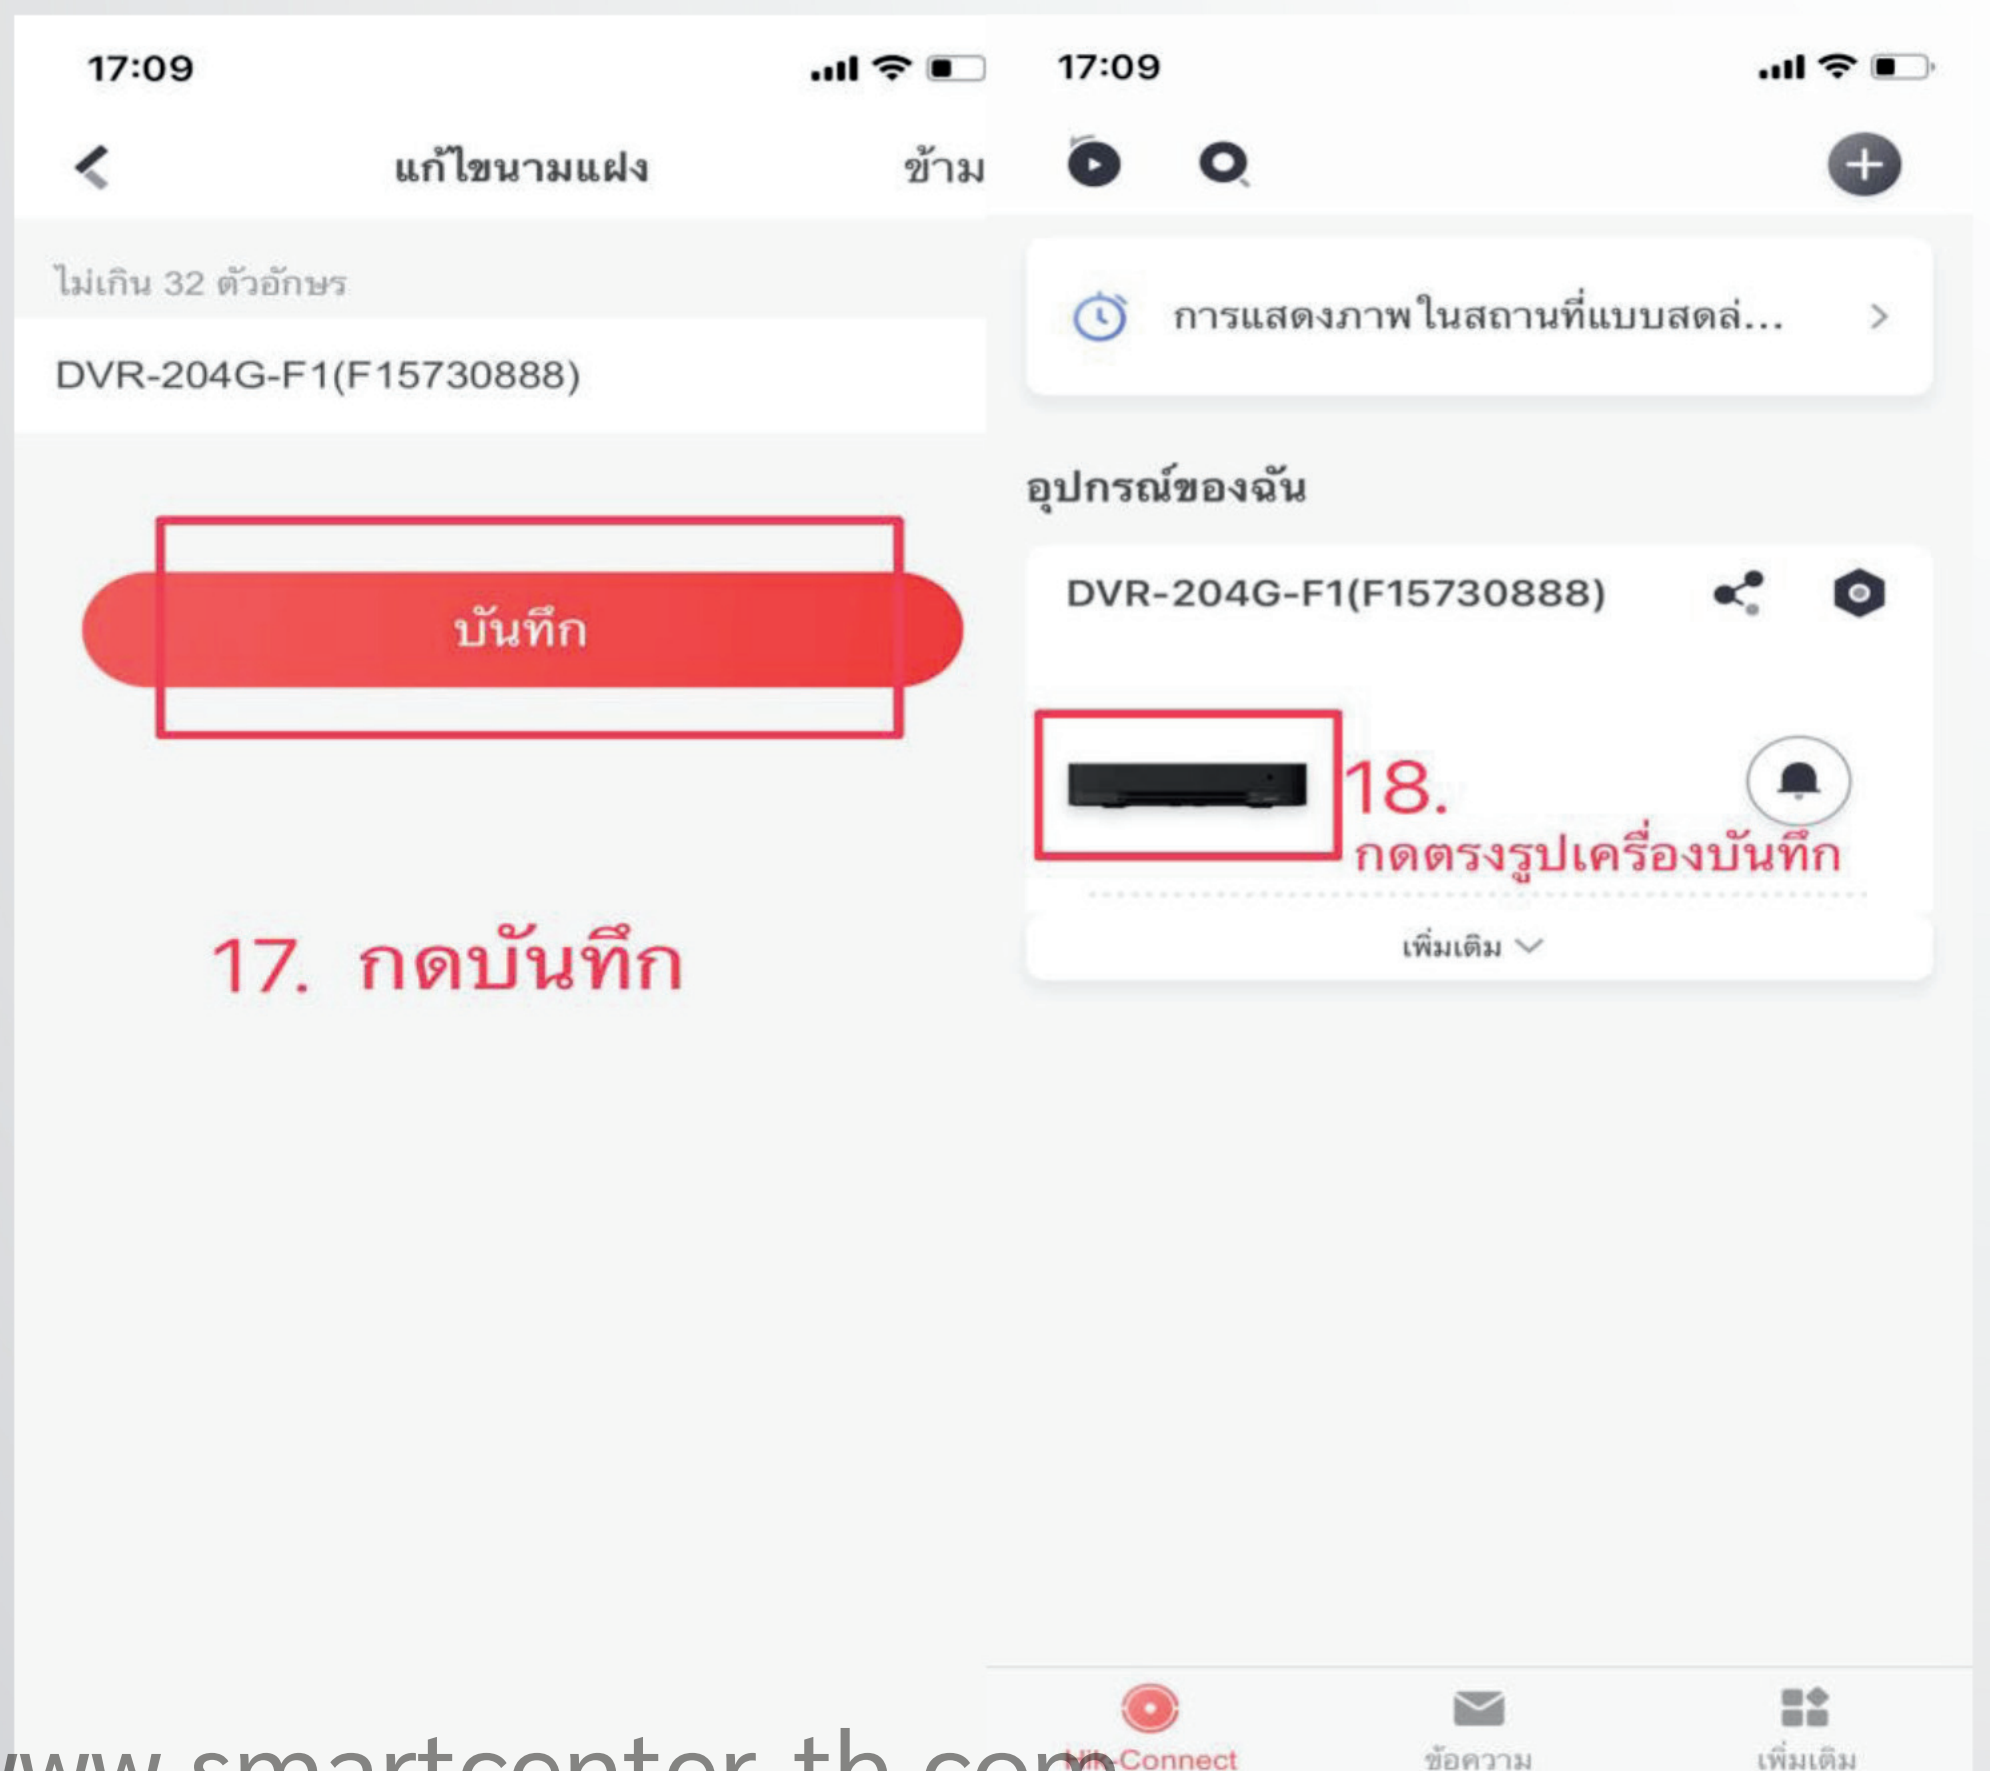 17:09
แก้ไขนามแฝง
ข้าม
ไม่เกิน 32 ตัวอักษร
DVR-204G-F1(F15730888)
บันทึก
17. กดบันทึก
17:09
การแสดงภาพในสถานที่แบบสดล่...
อุปกรณ์ของฉัน
DVR-204G-F1(F15730888)
18.
กดตรงรูปเครื่องบันทึก
เพิ่มเติม
Hik-Connect
ข้อความ
เพิ่มเติม
www.smartcenter-th.com